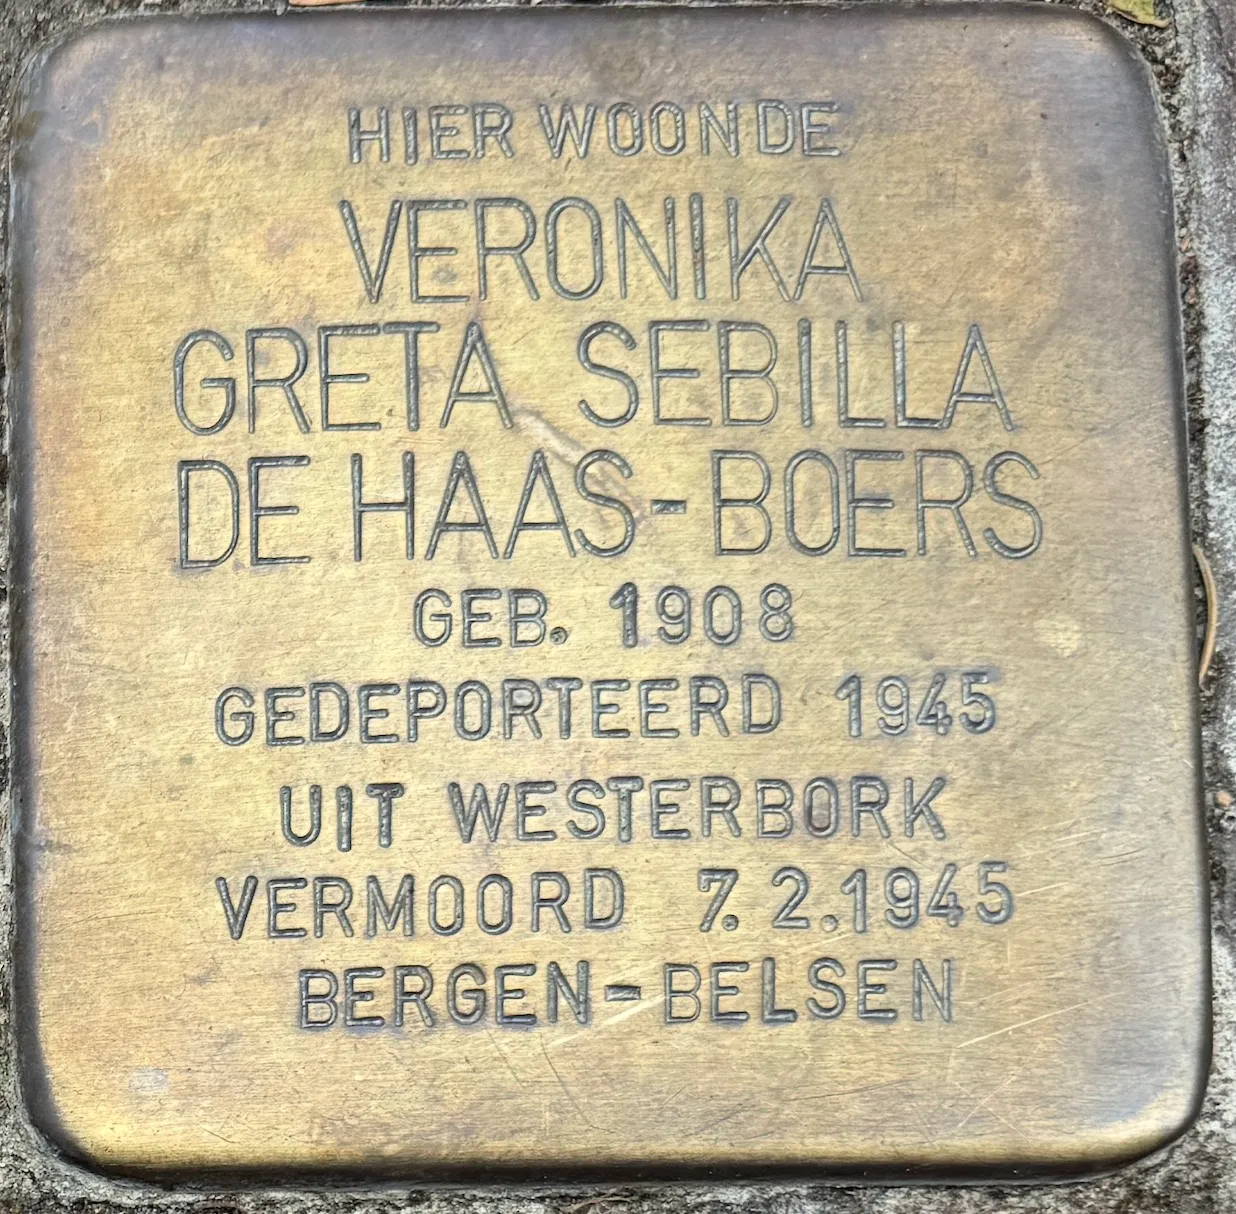 HIER WOONDE
VERONIKA
GRETA SEBILLA
DE HAAS-BOERS
GEB. 1908
GEDEPORTEERD 1945
UIT WESTERBORK
VERMOORD 7.2.1945
BERGEN-BELSEN